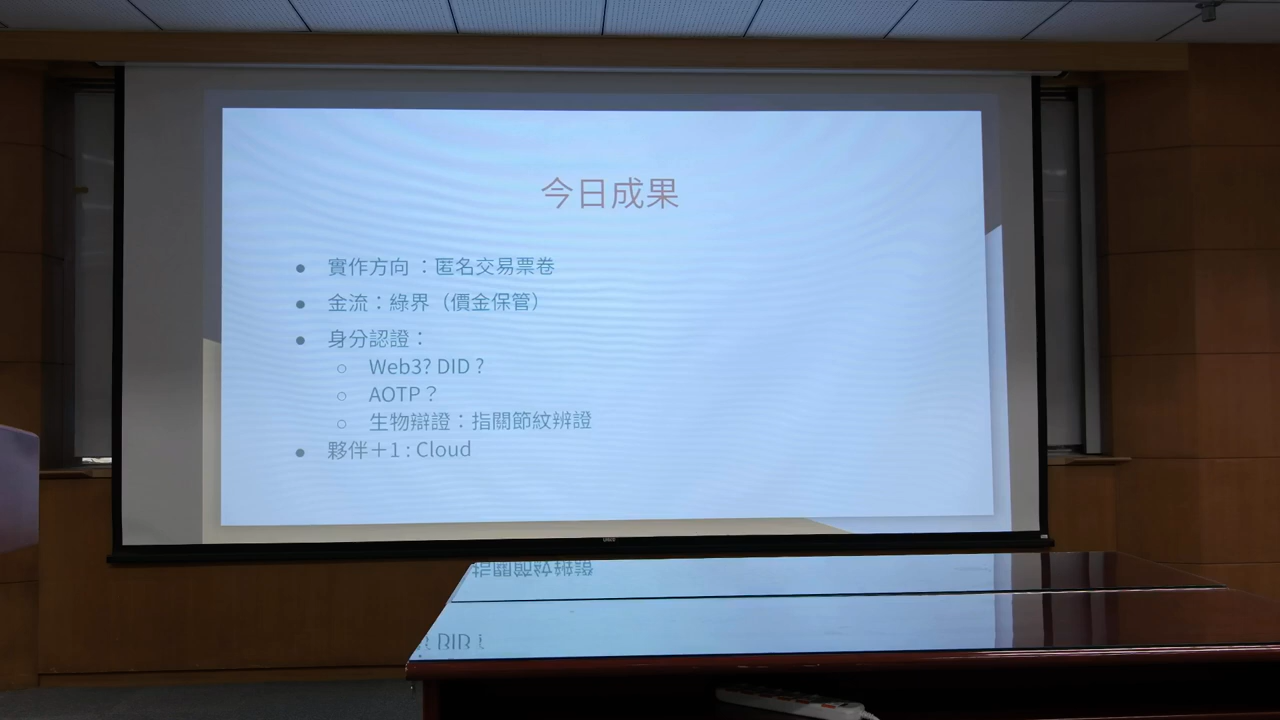 今日成果
● 實作方向 ：匿名交易票卷
● 金流：綠界（價金保管）
● 身分認證：
○ Web3? DID ?
○ AOTP？
○ 生物辯證：指關節紋辨證
● 夥伴＋1 : Cloud